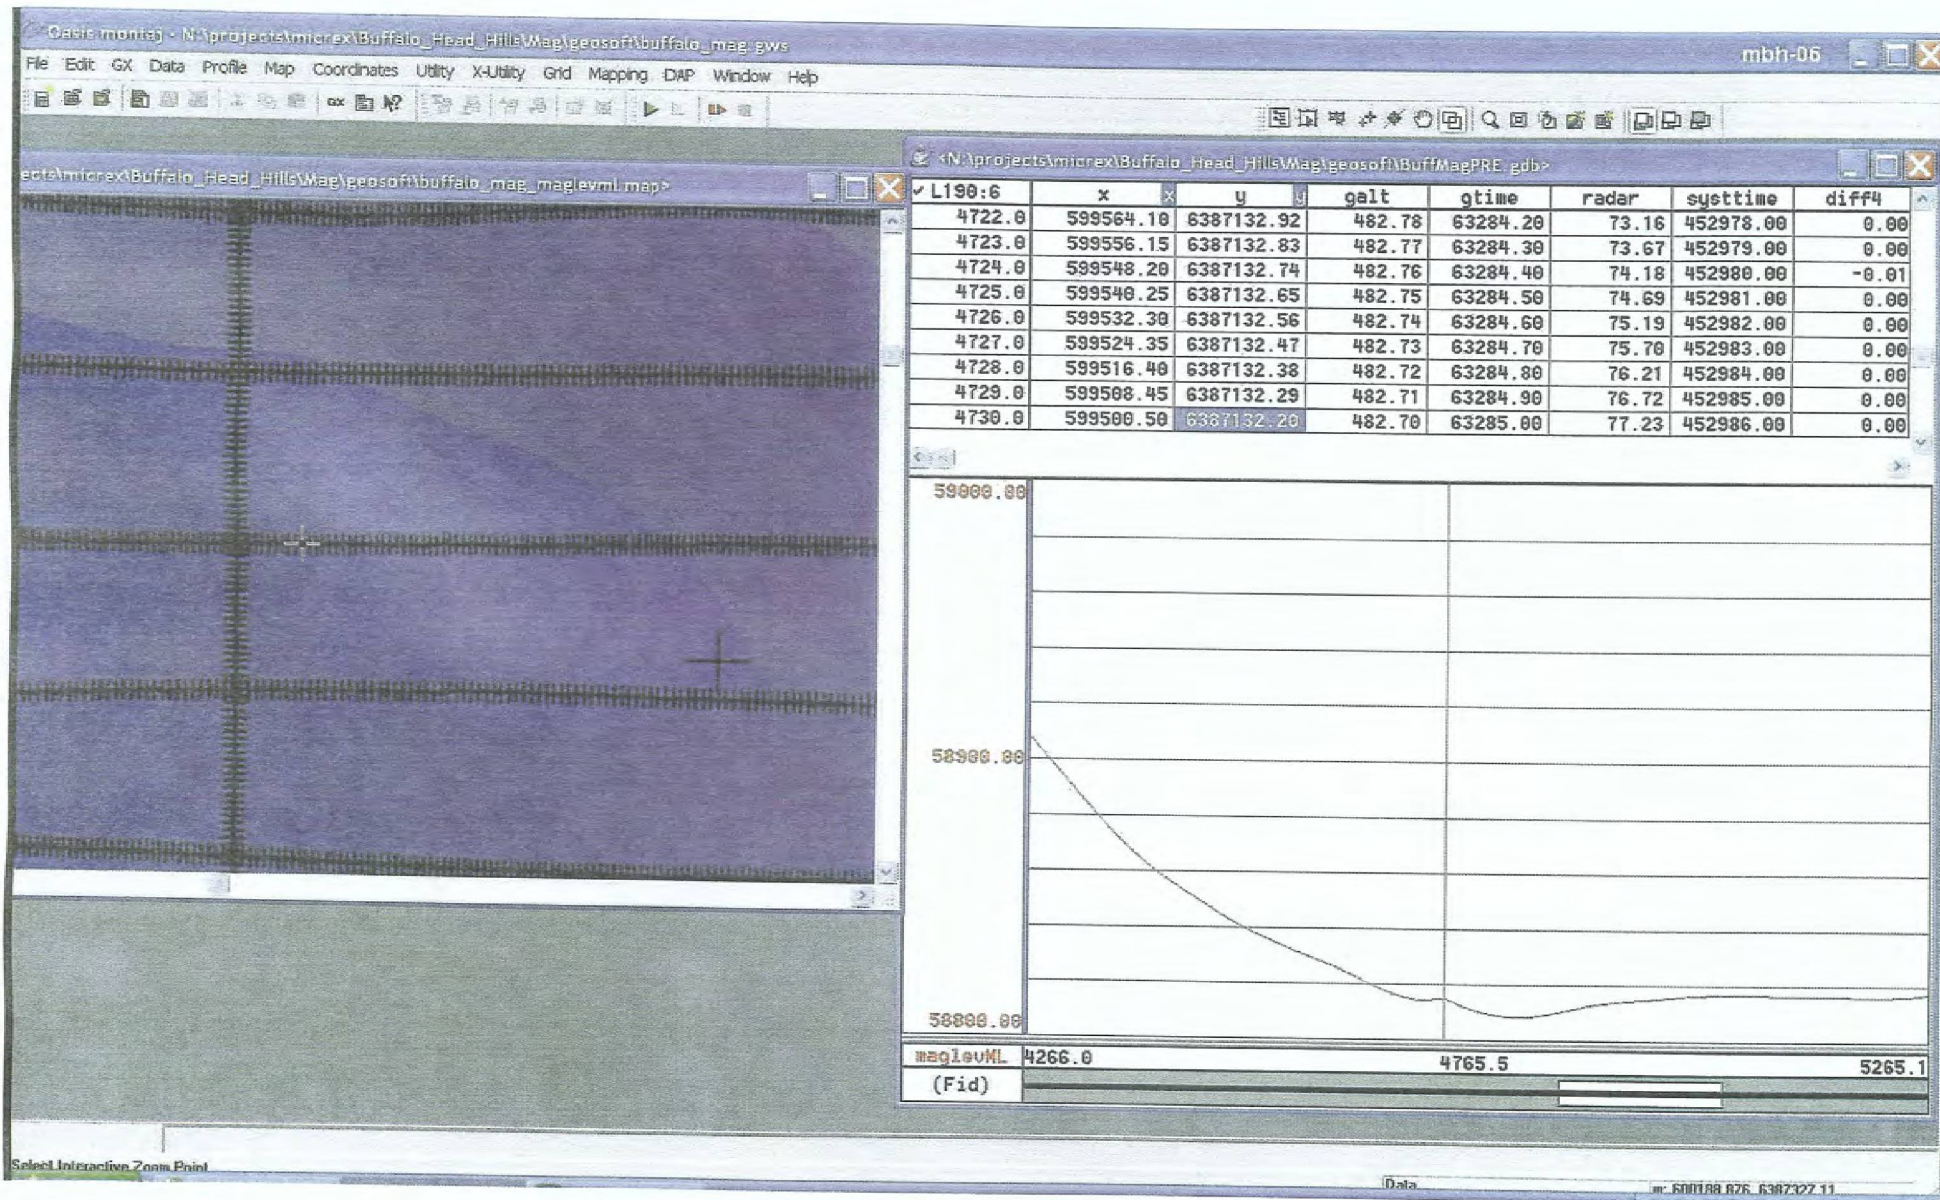 Oasis montaj - N:\projects\micrex\Buffalo_Head_Hills\Mag\geosoft\buffalo_mag.gws
mbh-06
File Edit GX Data Profile Map Coordinates Utility X-Utility Grid Mapping DAP Window Help
GX
ects\micrex\Buffalo_Head_Hills\Mag\geosoft\buffalo_mag_maglevml.map>
<N:\projects\micrex\Buffalo_Head_Hills\Mag\geosoft\BuffMagPRE.gdb>
L190:6 x x y y galt gtime radar systtime diff4
4722.0 599564.10 6387132.92 482.78 63284.20 73.16 452978.00 0.00
4723.0 599556.15 6387132.83 482.77 63284.30 73.67 452979.00 0.00
4724.0 599548.20 6387132.74 482.76 63284.40 74.18 452980.00 -0.01
4725.0 599540.25 6387132.65 482.75 63284.50 74.69 452981.00 0.00
4726.0 599532.30 6387132.56 482.74 63284.60 75.19 452982.00 0.00
4727.0 599524.35 6387132.47 482.73 63284.70 75.70 452983.00 0.00
4728.0 599516.40 6387132.38 482.72 63284.80 76.21 452984.00 0.00
4729.0 599508.45 6387132.29 482.71 63284.90 76.72 452985.00 0.00
4730.0 599500.50 6387132.20 482.70 63285.00 77.23 452986.00 0.00
59000.00
58900.00
58800.00
maglevML 4266.0 4765.5 5265.1
(Fid)
Select Interactive Zoom Point
Data
m: 600188.876, 6387327.11